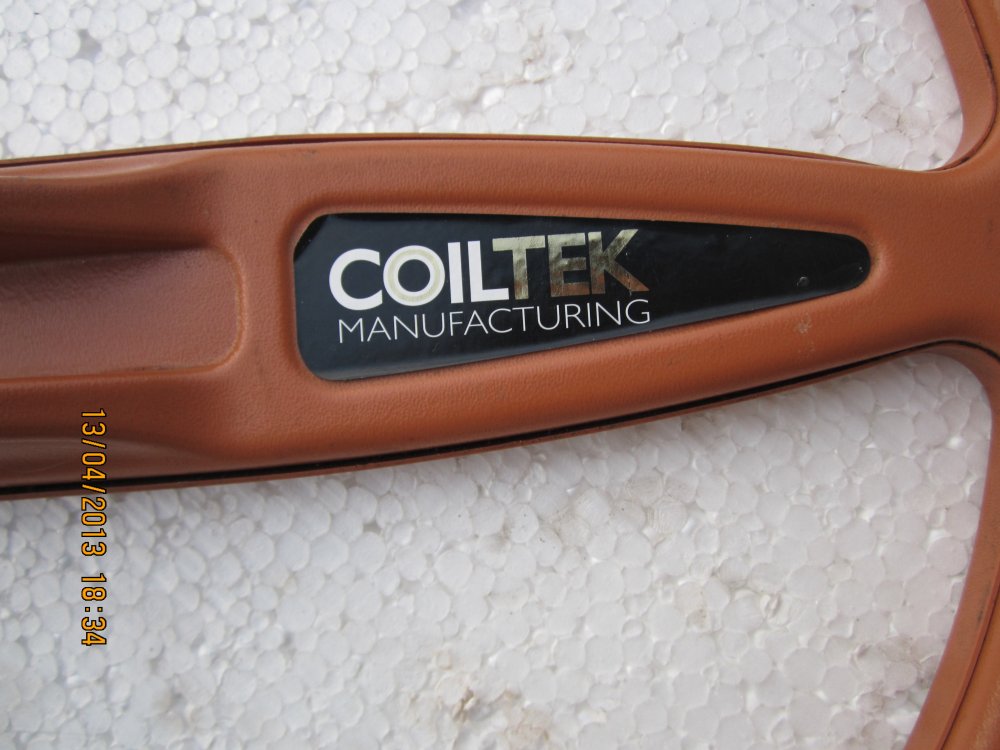 COILTEK
MANUFACTURING
13/04/2013 18:34